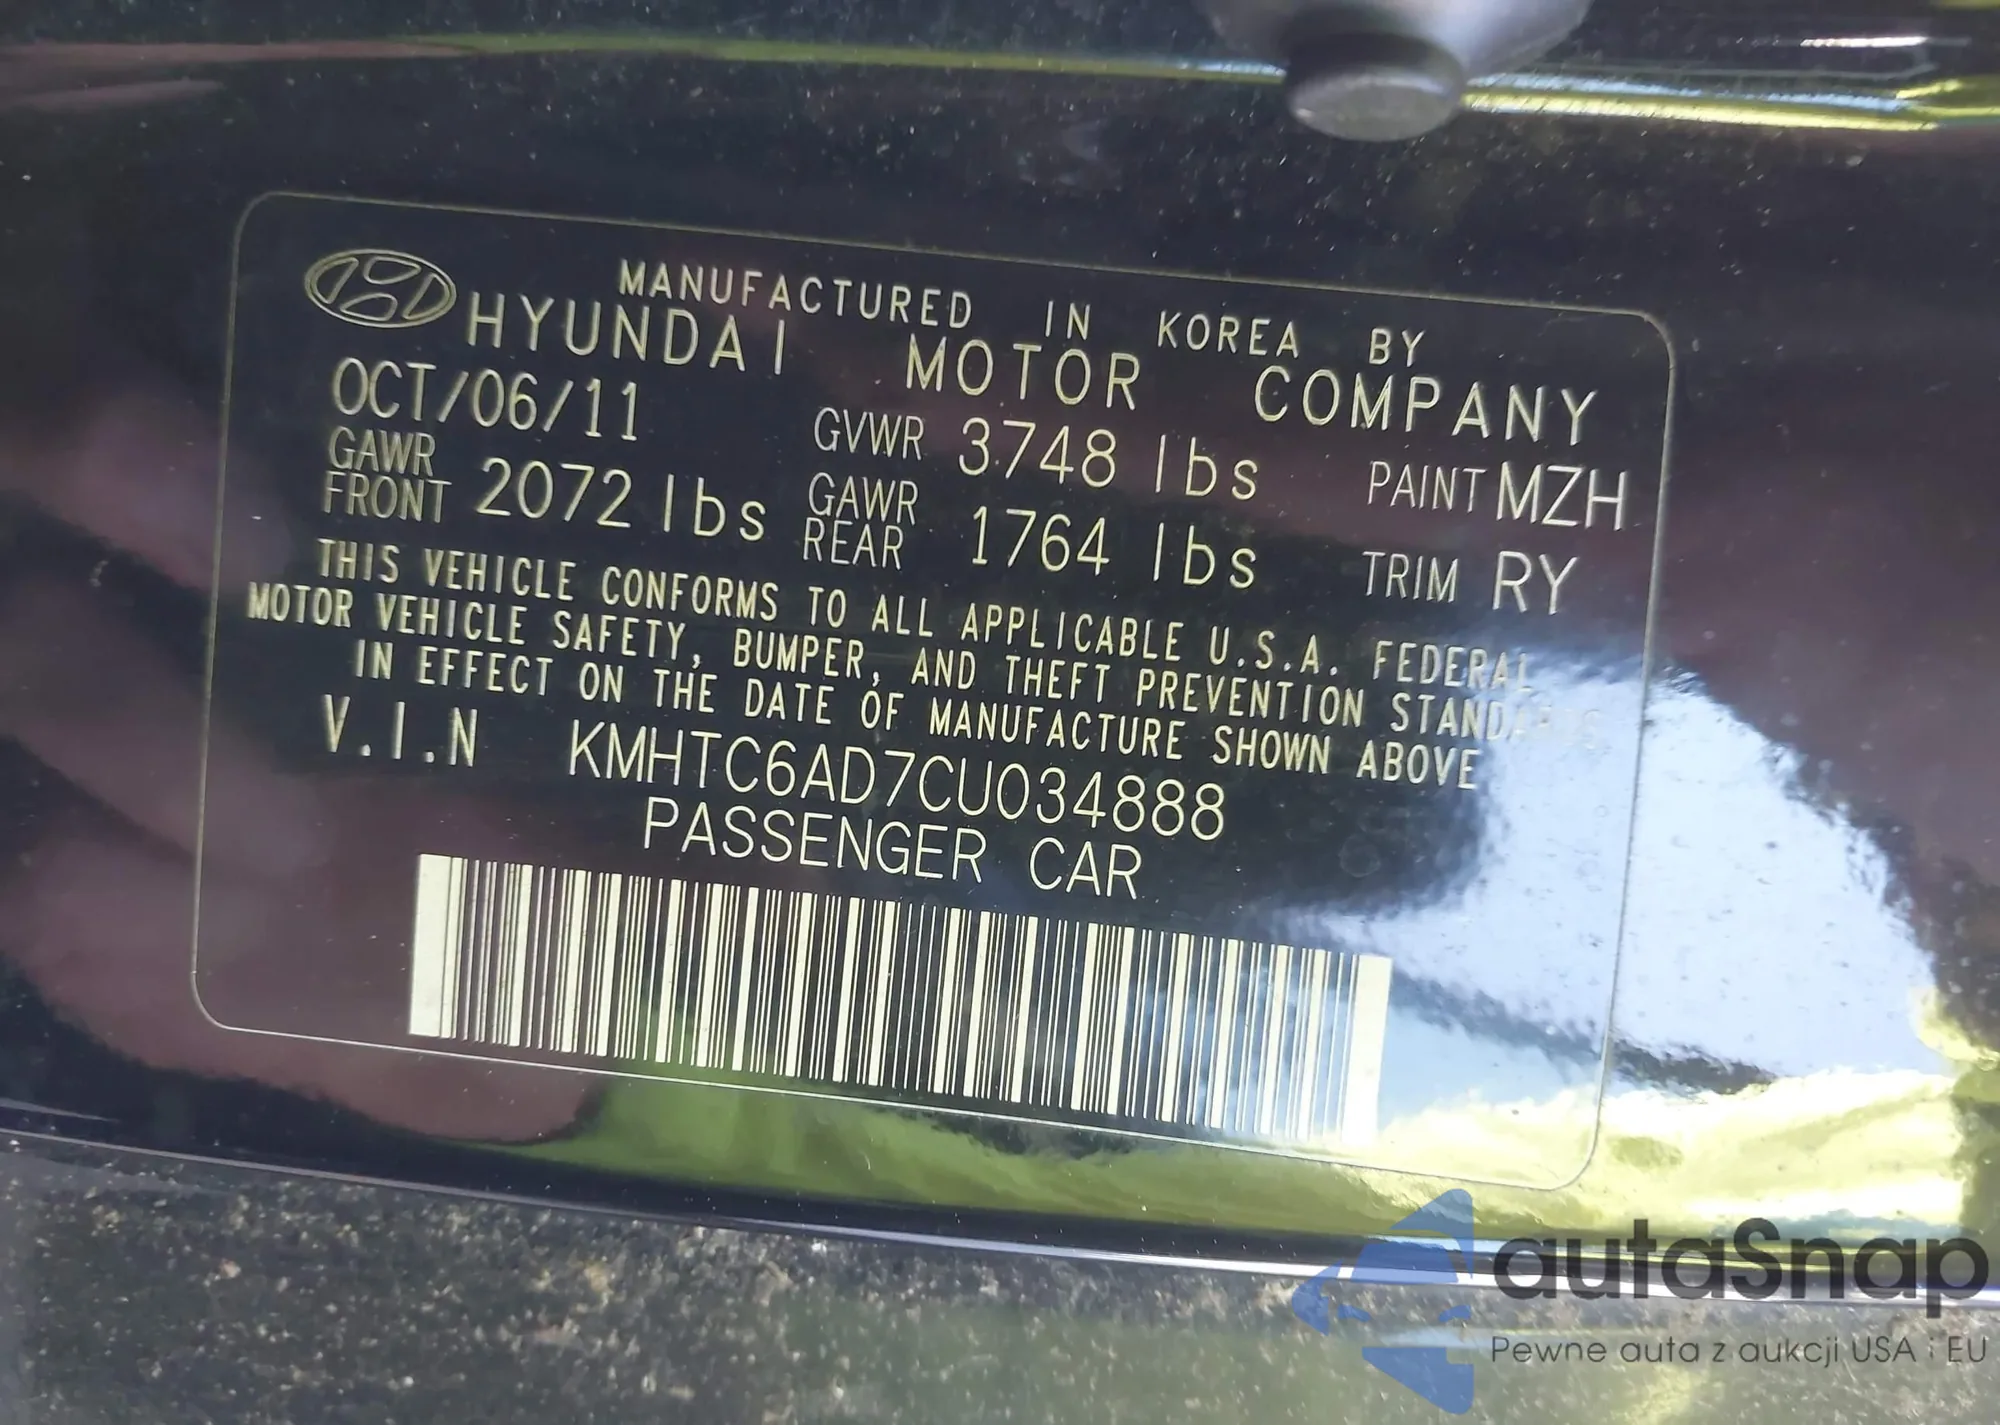 MANUFACTURED IN KOREA BY
HYUNDAI MOTOR COMPANY
OCT/06/11 GVWR 3748 lbs PAINT MZH
GAWR FRONT 2072 lbs GAWR REAR 1764 lbs TRIM RY
THIS VEHICLE CONFORMS TO ALL APPLICABLE U.S.A. FEDERAL
MOTOR VEHICLE SAFETY, BUMPER, AND THEFT PREVENTION STANDARDS
IN EFFECT ON THE DATE OF MANUFACTURE SHOWN ABOVE
V.I.N KMHTC6AD7CU034888
PASSENGER CAR
autaSnap
Pewne auta z aukcji USA i EU